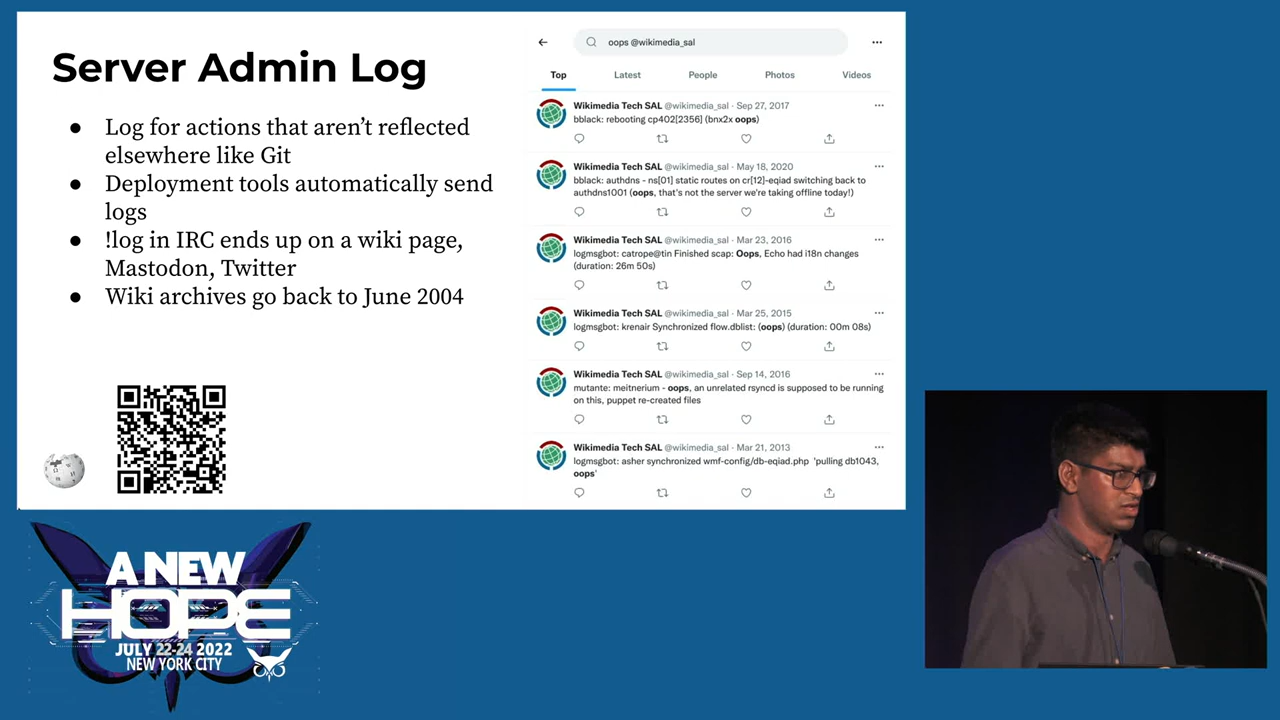 Server Admin Log
● Log for actions that aren’t reflected
elsewhere like Git
● Deployment tools automatically send
logs
● !log in IRC ends up on a wiki page,
Mastodon, Twitter
● Wiki archives go back to June 2004
oops @wikimedia_sal
Top Latest People Photos Videos
Wikimedia Tech SAL @wikimedia_sal · Sep 27, 2017
bblack: rebooting cp402[2356] (bnx2x oops)
Wikimedia Tech SAL @wikimedia_sal · May 18, 2020
bblack: authdns - ns[01] static routes on cr[12]-eqiad switching back to
authdns1001 (oops, that's not the server we're taking offline today!)
Wikimedia Tech SAL @wikimedia_sal · Mar 23, 2016
logmsgbot: catrope@tin Finished scap: Oops, Echo had i18n changes
(duration: 26m 50s)
Wikimedia Tech SAL @wikimedia_sal · Mar 25, 2015
logmsgbot: krenair Synchronized flow.dblist: (oops) (duration: 00m 08s)
Wikimedia Tech SAL @wikimedia_sal · Sep 14, 2016
mutante: meitnerium - oops, an unrelated rsyncd is supposed to be running
on this, puppet re-created files
Wikimedia Tech SAL @wikimedia_sal · Mar 21, 2013
logmsgbot: asher synchronized wmf-config/db-eqiad.php 'pulling db1043,
oops'
A NEW
HOPE
JULY 22-24 2022
NEW YORK CITY